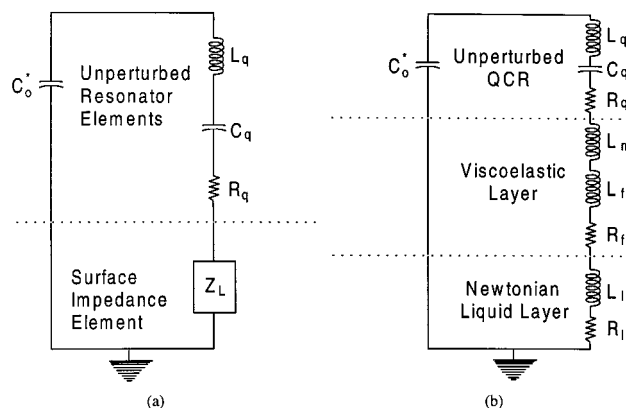 C*o
Unperturbed
Resonator
Elements
Lq
Cq
Rq
Surface
Impedance
Element
ZL
(a)
C*o
Unperturbed
QCR
Lq
Cq
Rq
Viscoelastic
Layer
Lm
Lf
Rf
Newtonian
Liquid Layer
Ll
Rl
(b)